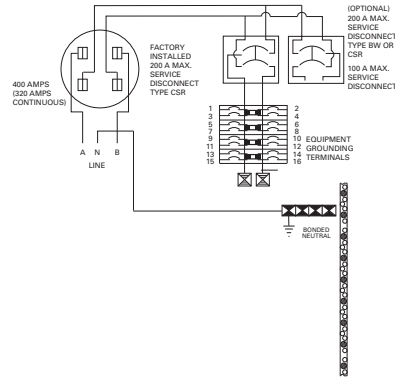 (OPTIONAL)
200 A MAX.
SERVICE
DISCONNECT
TYPE BW OR
CSR
100 A MAX.
SERVICE
DISCONNECT
FACTORY
INSTALLED
200 A MAX.
SERVICE
DISCONNECT
TYPE CSR
400 AMPS
(320 AMPS
CONTINUOUS)
A N B
LINE
1 2
3 4
5 6
7 8
9 10
11 12
13 14
15 16
EQUIPMENT
GROUNDING
TERMINALS
BONDED
NEUTRAL